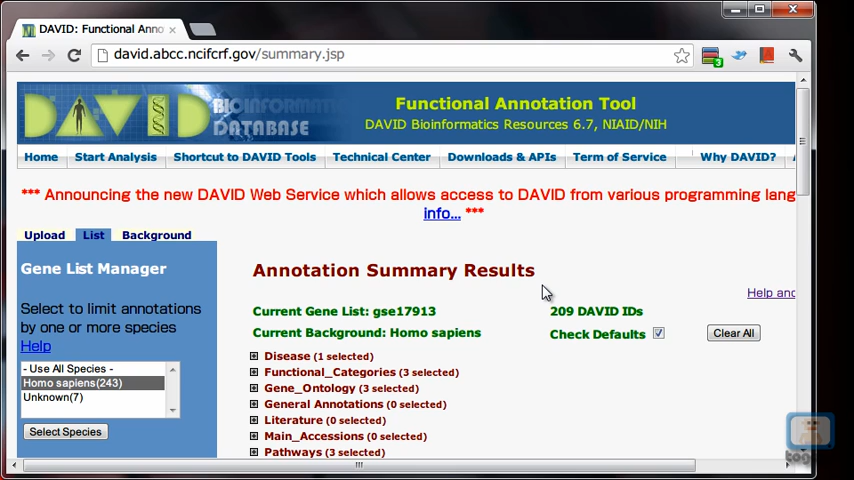 DAVID: Functional Anno
david.abcc.ncifcrf.gov/summary.jsp
3
DAVID BIOINFORMATI
DATABASE
Functional Annotation Tool
DAVID Bioinformatics Resources 6.7, NIAID/NIH
Home Start Analysis Shortcut to DAVID Tools Technical Center Downloads & APIs Term of Service Why DAVID?
*** Announcing the new DAVID Web Service which allows access to DAVID from various programming lang
info... ***
Upload List Background
Gene List Manager
Select to limit annotations
by one or more species
Help
- Use All Species -
Homo sapiens(243)
Unknown(7)
Select Species
Annotation Summary Results
Help and
Current Gene List: gse17913 209 DAVID IDs
Current Background: Homo sapiens Check Defaults Clear All
Disease (1 selected)
Functional_Categories (3 selected)
Gene_Ontology (3 selected)
General Annotations (0 selected)
Literature (0 selected)
Main_Accessions (0 selected)
Pathways (3 selected)